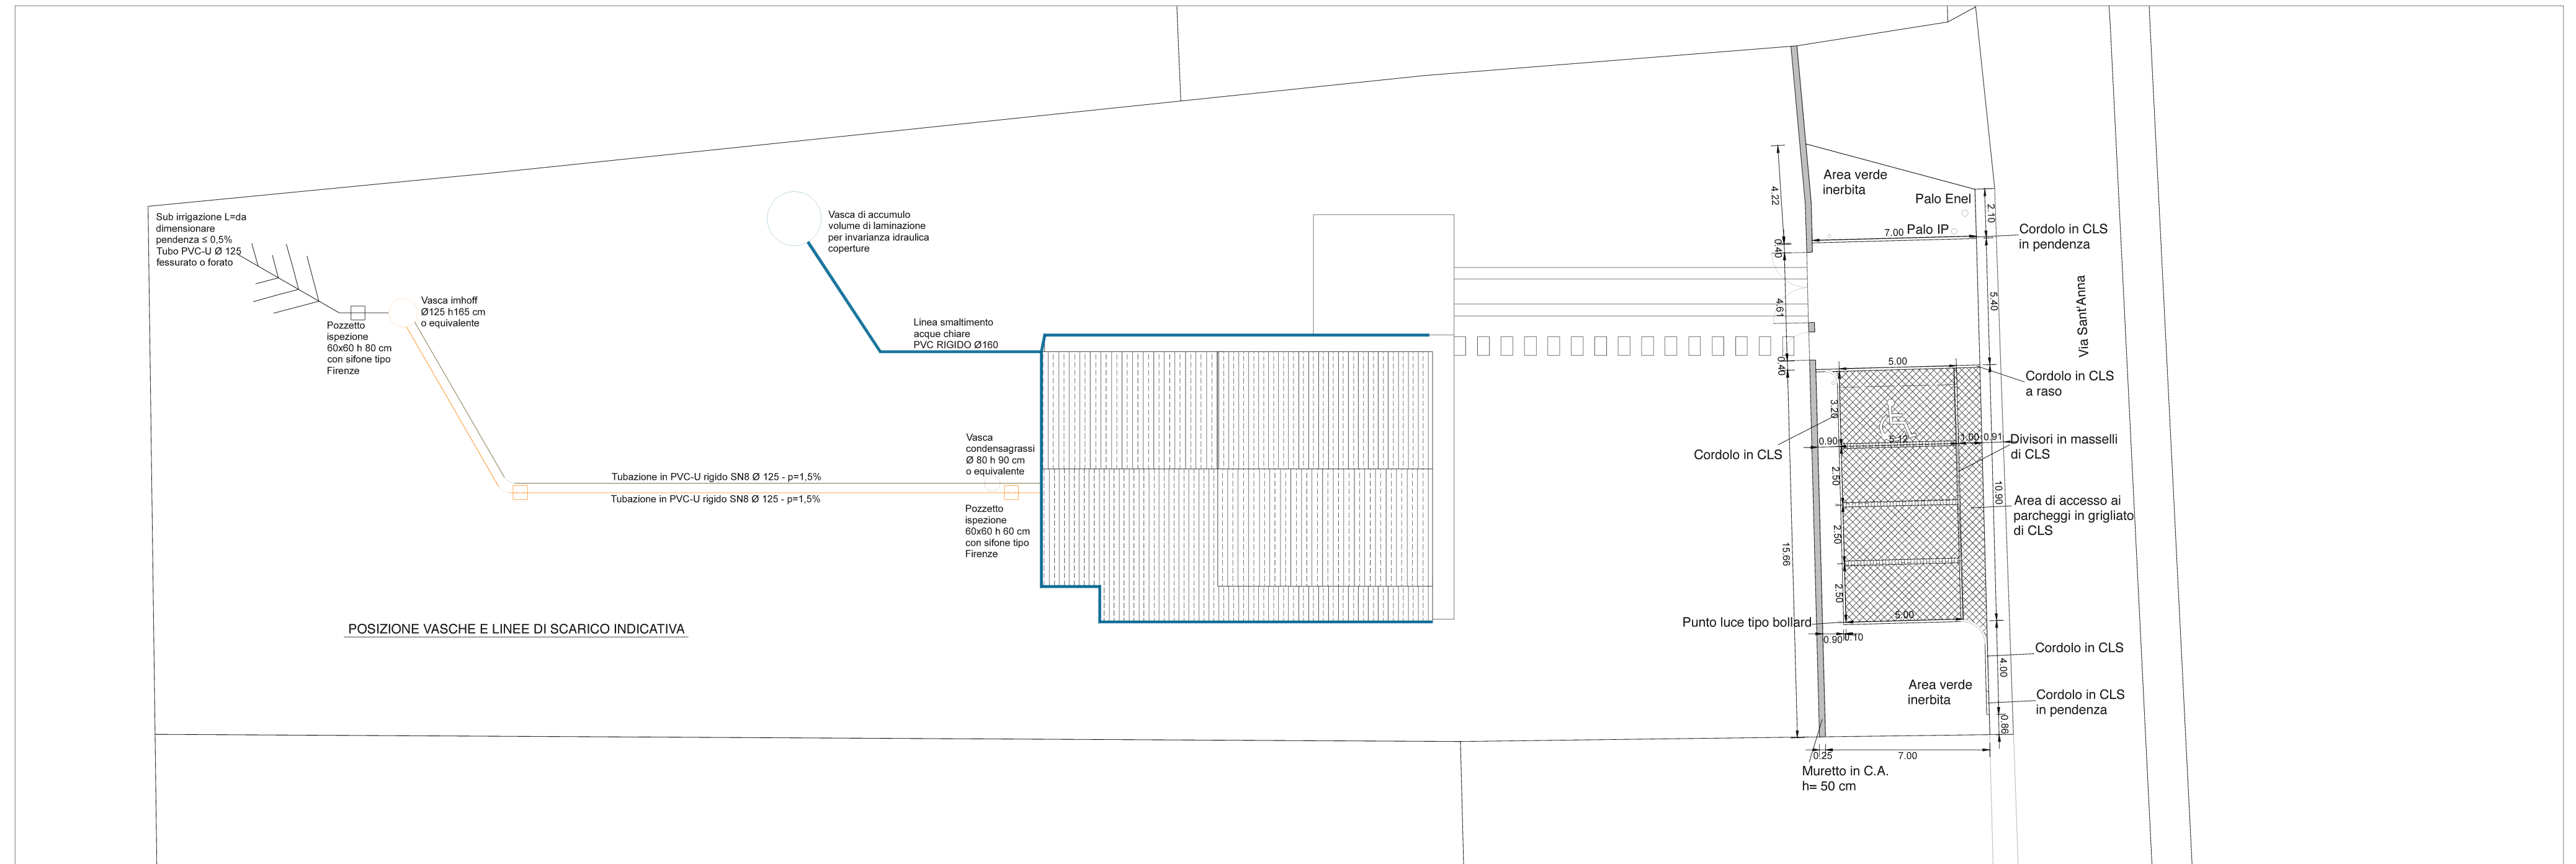 Sub irrigazione L=da
dimensionare
pendenza ≤ 0,5%
Tubo PVC-U Ø 125
fessurato o forato
Pozzetto
ispezione
60x60 h 80 cm
con sifone tipo
Firenze
Vasca imhoff
Ø125 h165 cm
o equivalente
Vasca di accumulo
volume di laminazione
per invarianza idraulica
coperture
Linea smaltimento
acque chiare
PVC RIGIDO Ø160
Vasca
condensagrassi
Ø 80 h 90 cm
o equivalente
Tubazione in PVC-U rigido SN8 Ø 125 - p=1,5%
Tubazione in PVC-U rigido SN8 Ø 125 - p=1,5%
Pozzetto
ispezione
60x60 h 60 cm
con sifone tipo
Firenze
POSIZIONE VASCHE E LINEE DI SCARICO INDICATIVA
Area verde
inerbita
Palo Enel
Palo IP
7.00
4.22
0.40
4.61
0.40
15.66
2.10
5.40
10.90
4.00
0.86
Cordolo in CLS
in pendenza
Via Sant'Anna
5.00
Cordolo in CLS
a raso
3.20
0.90
5.12
1.00
0.91
Cordolo in CLS
Divisori in masselli
di CLS
2.50
2.50
2.50
Area di accesso ai
parcheggi in grigliato
di CLS
5.00
Punto luce tipo bollard
0.90
0.10
Cordolo in CLS
Area verde
inerbita
Cordolo in CLS
in pendenza
0.25
7.00
Muretto in C.A.
h= 50 cm